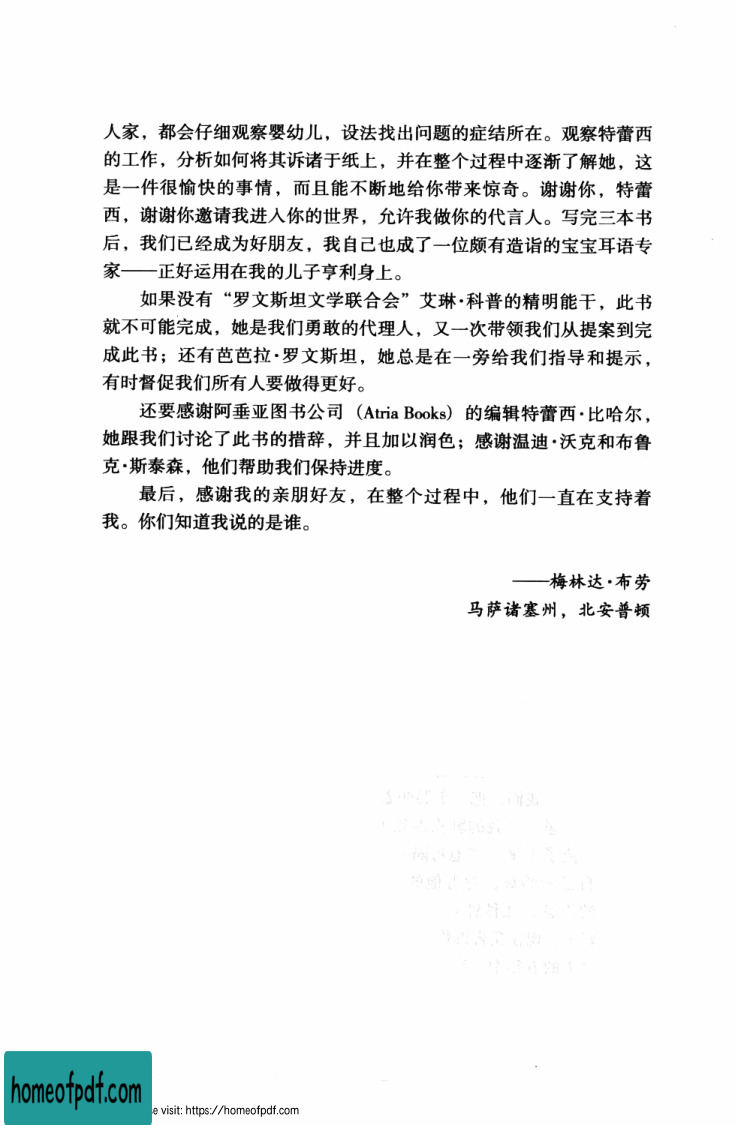 人家，都会仔细观察婴幼儿，设法找出问题的症结所在。观察特蕾西
的工作，分析如何将其诉诸于纸上，并在整个过程中逐渐了解她，这
是一件很愉快的事情，而且能不断地给你带来惊奇。谢谢你，特蕾
西，谢谢你邀请我进入你的世界，允许我做你的代言人。写完三本书
后，我们已经成为好朋友，我自己也成了一位颇有造诣的宝宝耳语专
家——正好运用在我的儿子亨利身上。
如果没有“罗文斯坦文学联合会”艾琳·科普的精明能干，此书
就不可能完成，她是我们勇敢的代理人，又一次带领我们从提案到完
成此书；还有芭芭拉·罗文斯坦，她总是在一旁给我们指导和提示，
有时督促我们所有人要做得更好。
还要感谢阿垂亚图书公司（Atria Books）的编辑特蕾西·比哈尔，
她跟我们讨论了此书的措辞，并且加以润色；感谢温迪·沃克和布鲁
克·斯泰森，他们帮助我们保持进度。
最后，感谢我的亲朋好友，在整个过程中，他们一直在支持着
我。你们知道我说的是谁。
——梅林达·布劳
马萨诸塞州，北安普顿
homeofpdf.com
e visit: https://homeofpdf.com